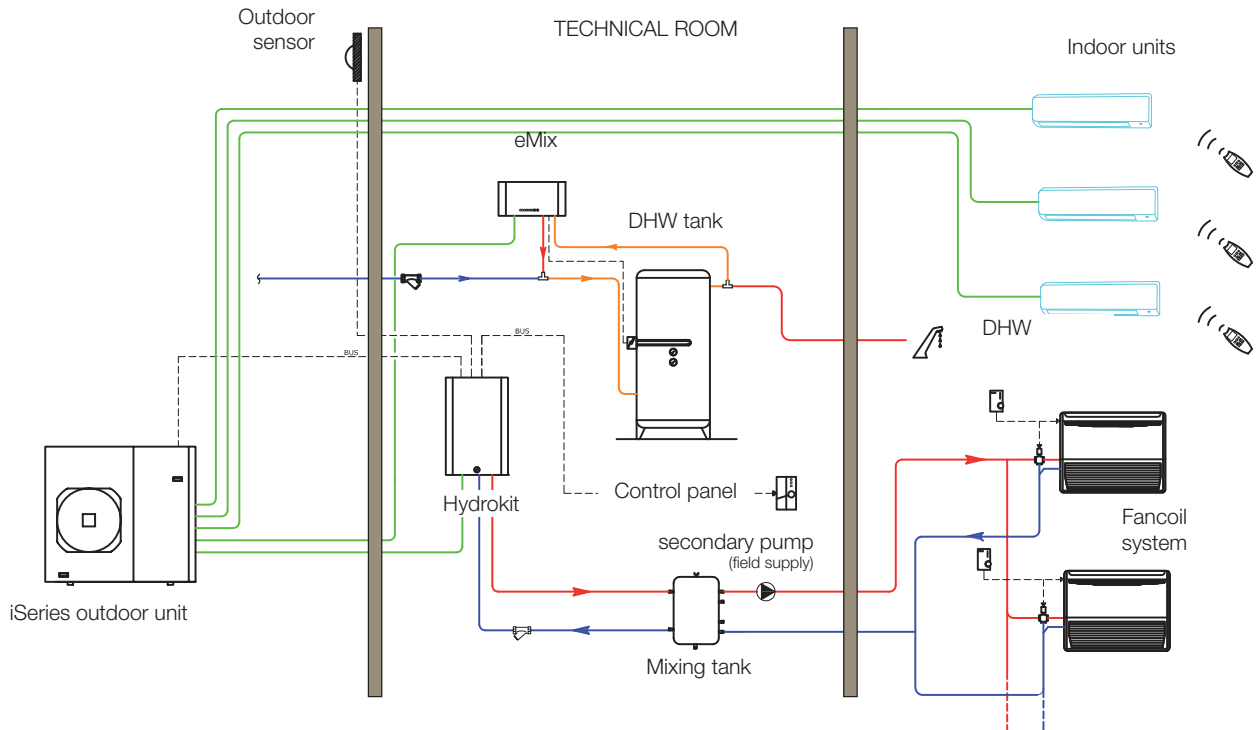 Outdoor
sensor
TECHNICAL ROOM
Indoor units
eMix
DHW tank
DHW
BUS
BUS
Hydrokit
Control panel
secondary pump
(field supply)
Fancoil
system
iSeries outdoor unit
Mixing tank